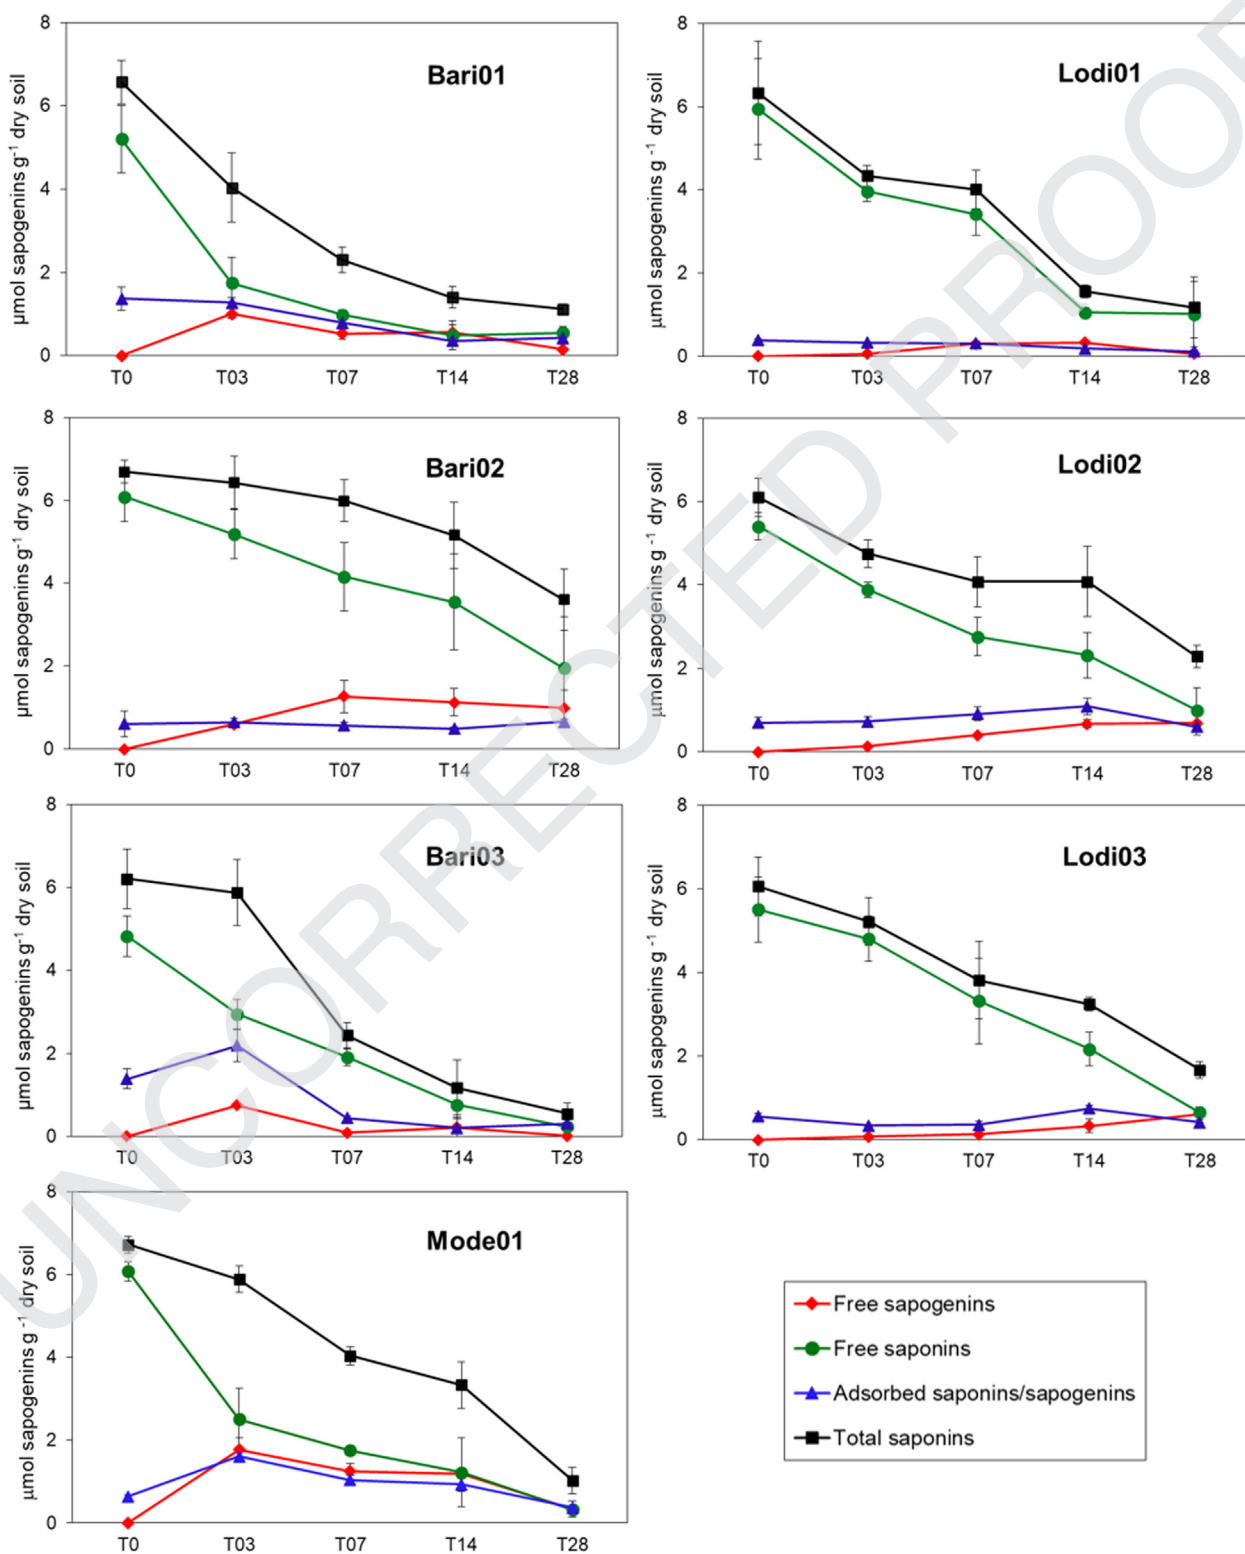 Bari01
μmol sapogenins g⁻¹ dry soil
8
6
4
2
0
T0 T03 T07 T14 T28
Lodi01
μmol sapogenins g ⁻¹ dry soil
8
6
4
2
0
T0 T03 T07 T14 T28
Bari02
μmol sapogenins g ⁻¹ dry soil
8
6
4
2
0
T0 T03 T07 T14 T28
Lodi02
μmol sapogenins g ⁻¹ dry soil
8
6
4
2
0
T0 T03 T07 T14 T28
Bari03
μmol sapogenins g ⁻¹ dry soil
8
6
4
2
0
T0 T03 T07 T14 T28
Lodi03
μmol sapogenins g ⁻¹ dry soil
8
6
4
2
0
T0 T03 T07 T14 T28
Mode01
μmol sapogenins g ⁻¹ dry soil
8
6
4
2
0
T0 T03 T07 T14 T28
Free sapogenins
Free saponins
Adsorbed saponins/sapogenins
Total saponins
UNCORRECTED PROOF